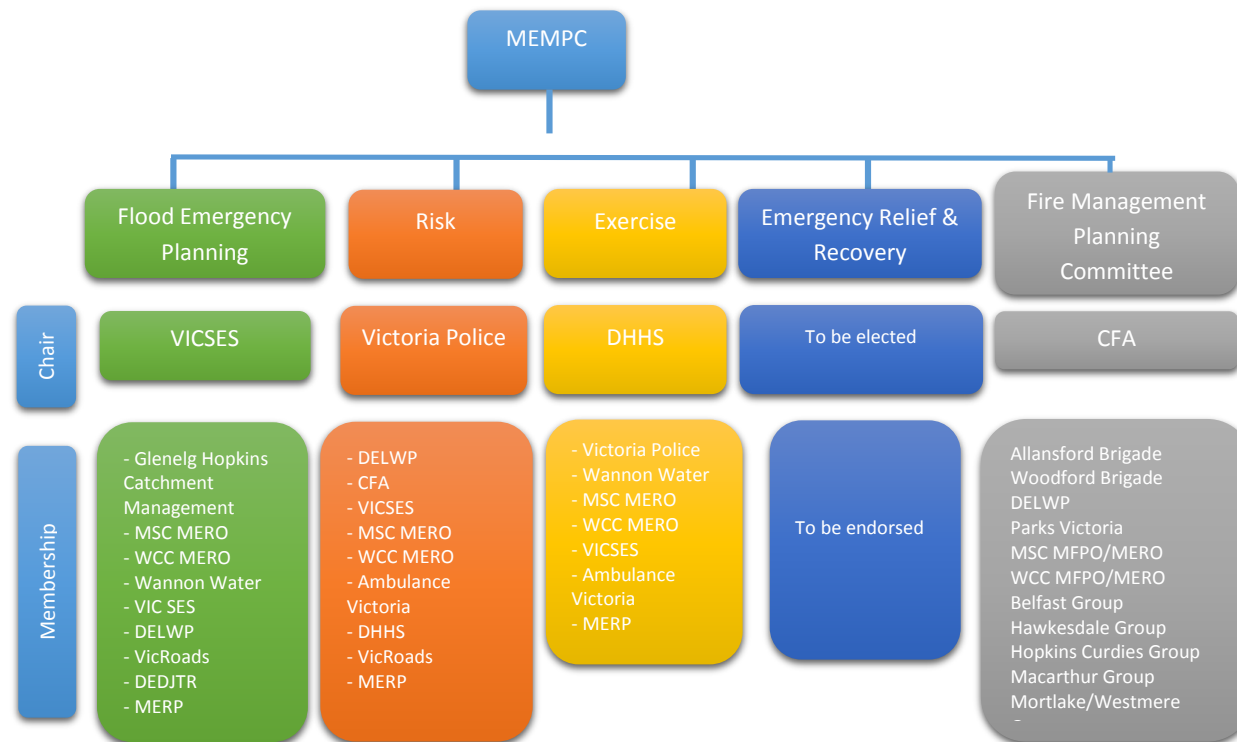 MEMPC
Flood Emergency
Planning
Risk
Exercise
Emergency Relief &
Recovery
Fire Management
Planning
Committee
Chair
VICSES
Victoria Police
DHHS
To be elected
CFA
Membership
- Glenelg Hopkins
Catchment
Management
- MSC MERO
- WCC MERO
- Wannon Water
- VIC SES
- DELWP
- VicRoads
- DEDJTR
- MERP
- DELWP
- CFA
- VICSES
- MSC MERO
- WCC MERO
- Ambulance
Victoria
- DHHS
- VicRoads
- MERP
- Victoria Police
- Wannon Water
- MSC MERO
- WCC MERO
- VICSES
- Ambulance
Victoria
- MERP
To be endorsed
Allansford Brigade
Woodford Brigade
DELWP
Parks Victoria
MSC MFPO/MERO
WCC MFPO/MERO
Belfast Group
Hawkesdale Group
Hopkins Curdies Group
Macarthur Group
Mortlake/Westmere